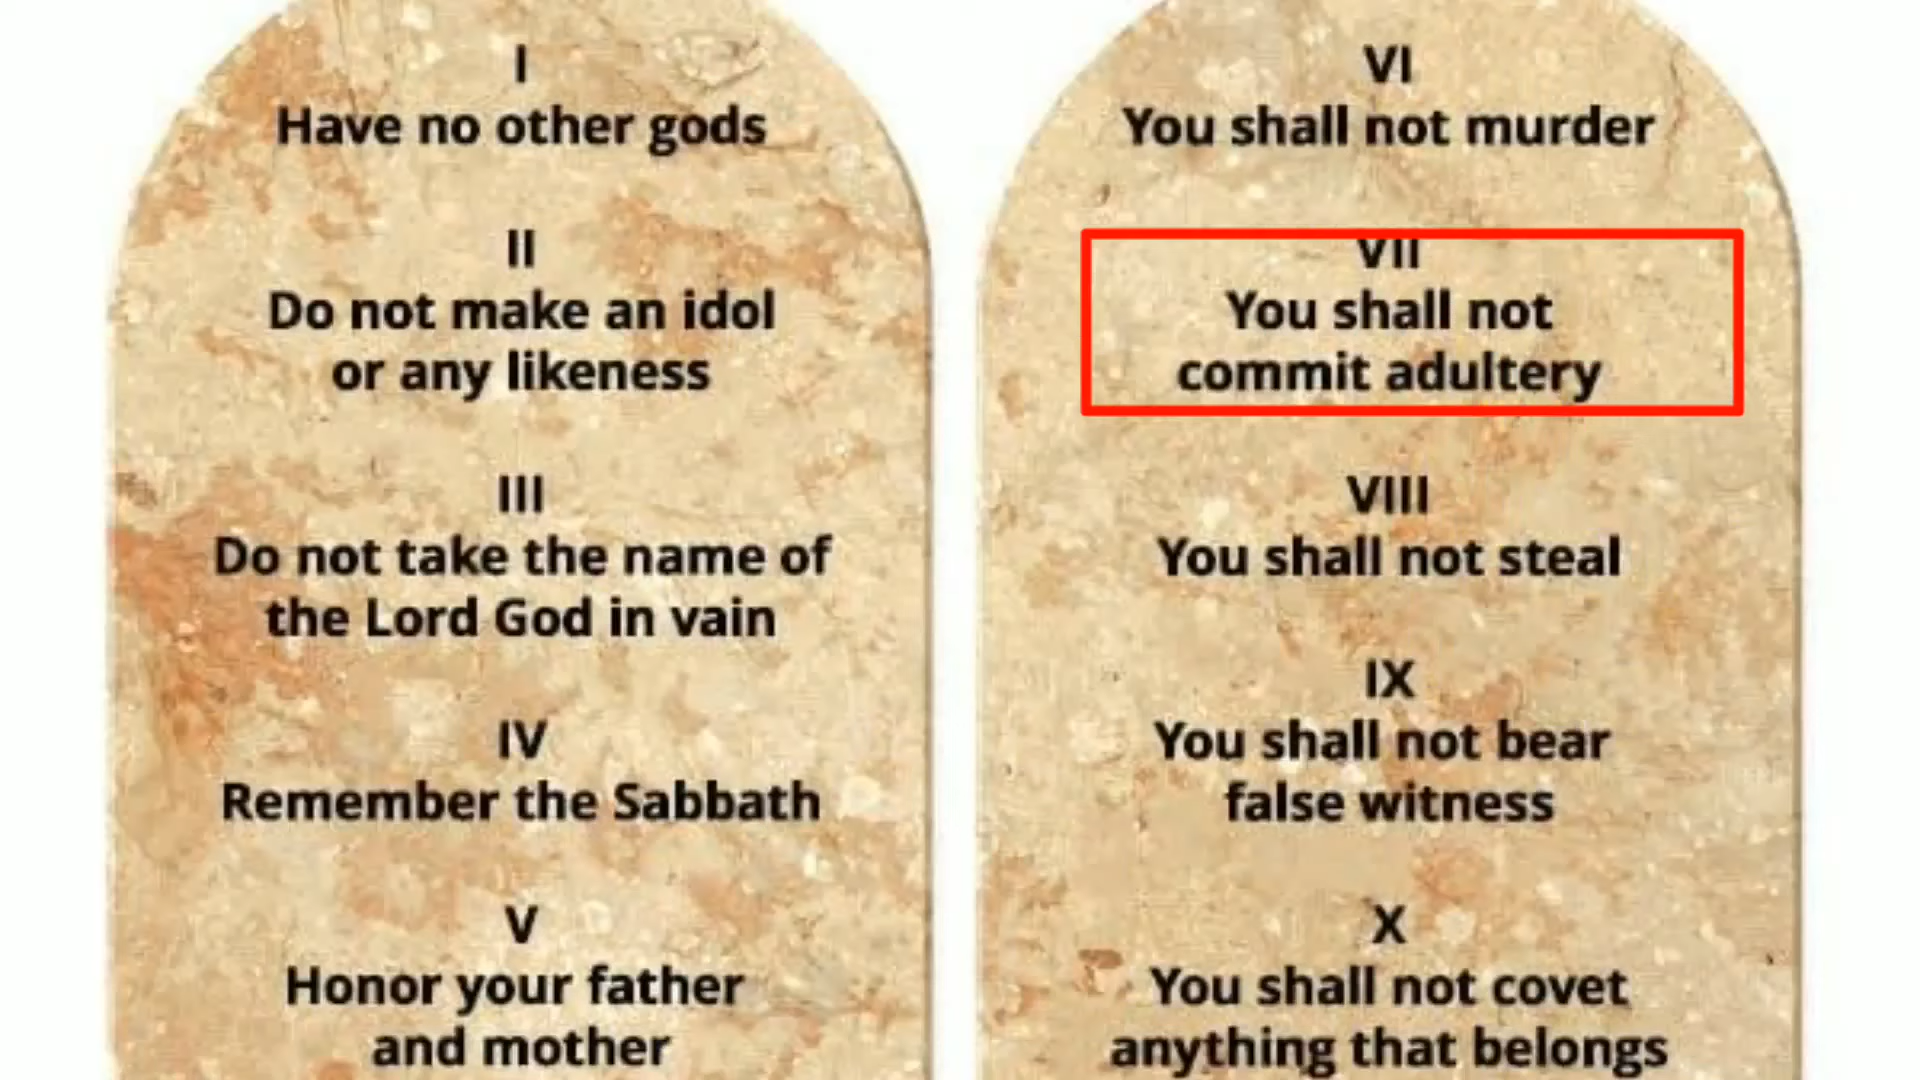 I
Have no other gods
II
Do not make an idol
or any likeness
III
Do not take the name of
the Lord God in vain
IV
Remember the Sabbath
V
Honor your father
and mother
VI
You shall not murder
VII
You shall not
commit adultery
VIII
You shall not steal
IX
You shall not bear
false witness
X
You shall not covet
anything that belongs